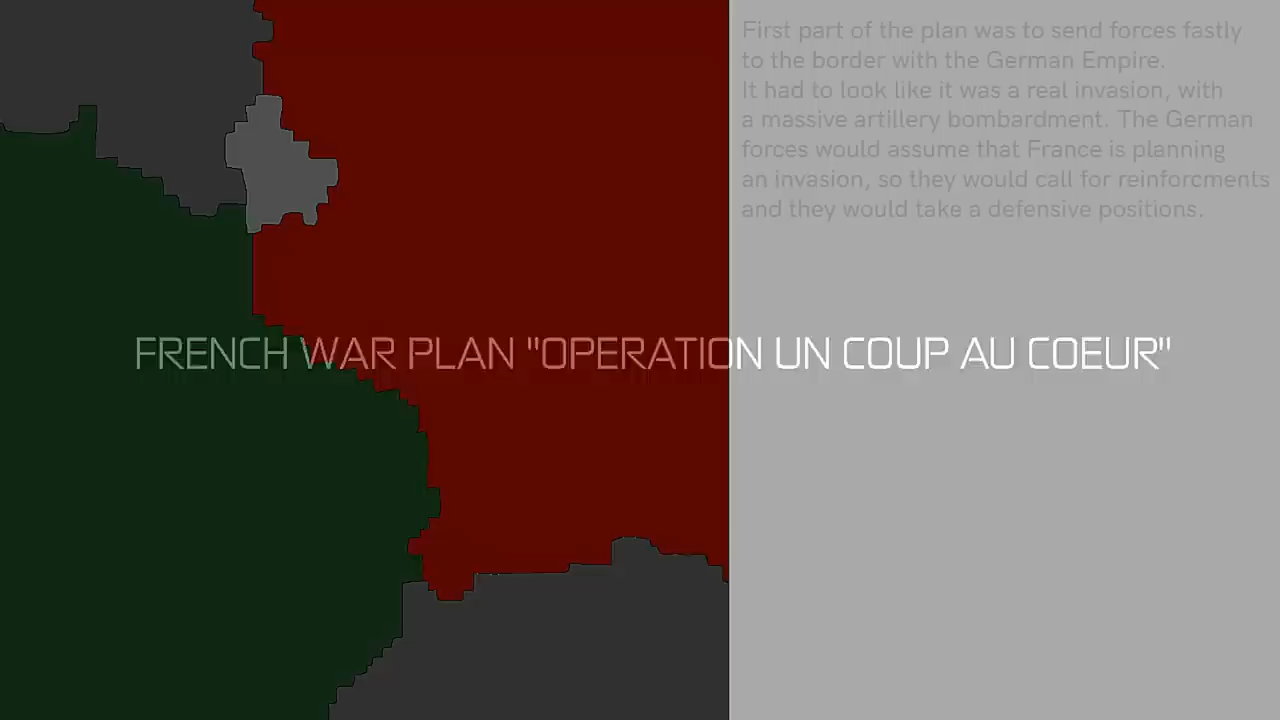 First part of the plan was to send forces fastly
to the border with the German Empire.
It had to look like it was a real invasion, with
a massive artillery bombardment. The German
forces would assume that France is planning
an invasion, so they would call for reinforcments
and they would take a defensive positions.
FRENCH WAR PLAN "OPERATION UN COUP AU COEUR"